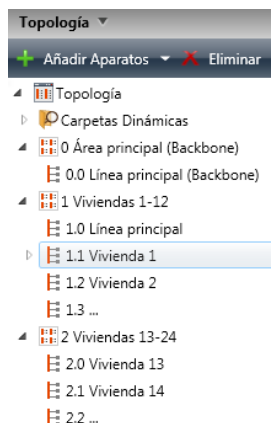 Topología
Añadir Aparatos Eliminar
Topología
Carpetas Dinámicas
0 Área principal (Backbone)
0.0 Línea principal (Backbone)
1 Viviendas 1-12
1.0 Línea principal
1.1 Vivienda 1
1.2 Vivienda 2
1.3 ...
2 Viviendas 13-24
2.0 Vivienda 13
2.1 Vivienda 14
2.2 ...